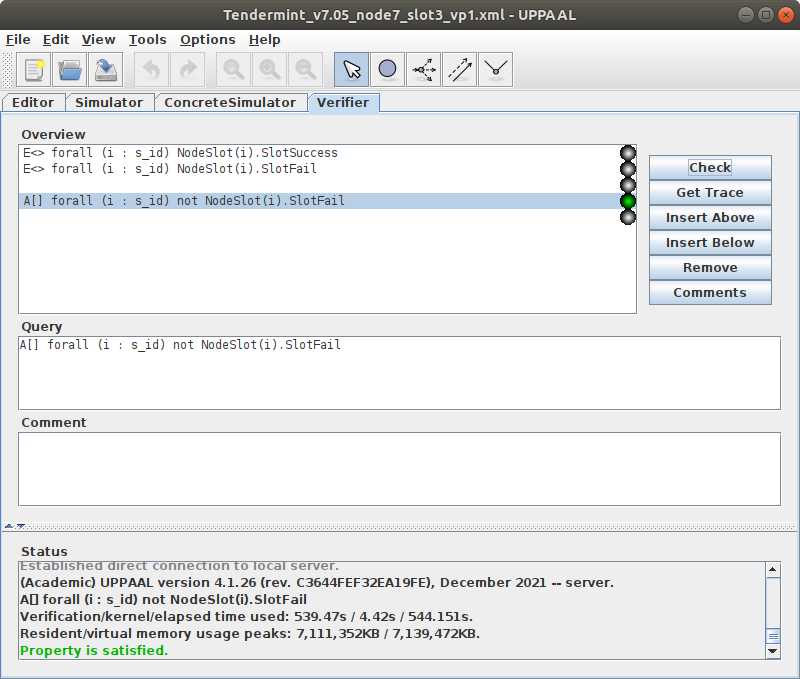 Tendermint_v7.05_node7_slot3_vp1.xml - UPPAAL
File Edit View Tools Options Help
Editor Simulator ConcreteSimulator Verifier
Overview
E<> forall (i : s_id) NodeSlot(i).SlotSuccess
E<> forall (i : s_id) NodeSlot(i).SlotFail
A[] forall (i : s_id) not NodeSlot(i).SlotFail
Check
Get Trace
Insert Above
Insert Below
Remove
Comments
Query
A[] forall (i : s_id) not NodeSlot(i).SlotFail
Comment
Status
Established direct connection to local server.
(Academic) UPPAAL version 4.1.26 (rev. C3644FEF32EA19FE), December 2021 -- server.
A[] forall (i : s_id) not NodeSlot(i).SlotFail
Verification/kernel/elapsed time used: 539.47s / 4.42s / 544.151s.
Resident/virtual memory usage peaks: 7,111,352KB / 7,139,472KB.
Property is satisfied.